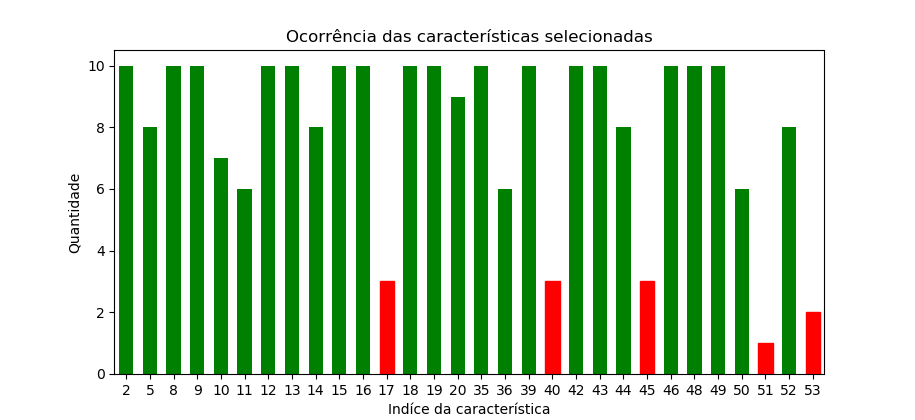 Ocorrência das características selecionadas
Quantidade
10
8
6
4
2
0
2 5 8 9 10 11 12 13 14 15 16 17 18 19 20 35 36 39 40 42 43 44 45 46 48 49 50 51 52 53
Indíce da característica